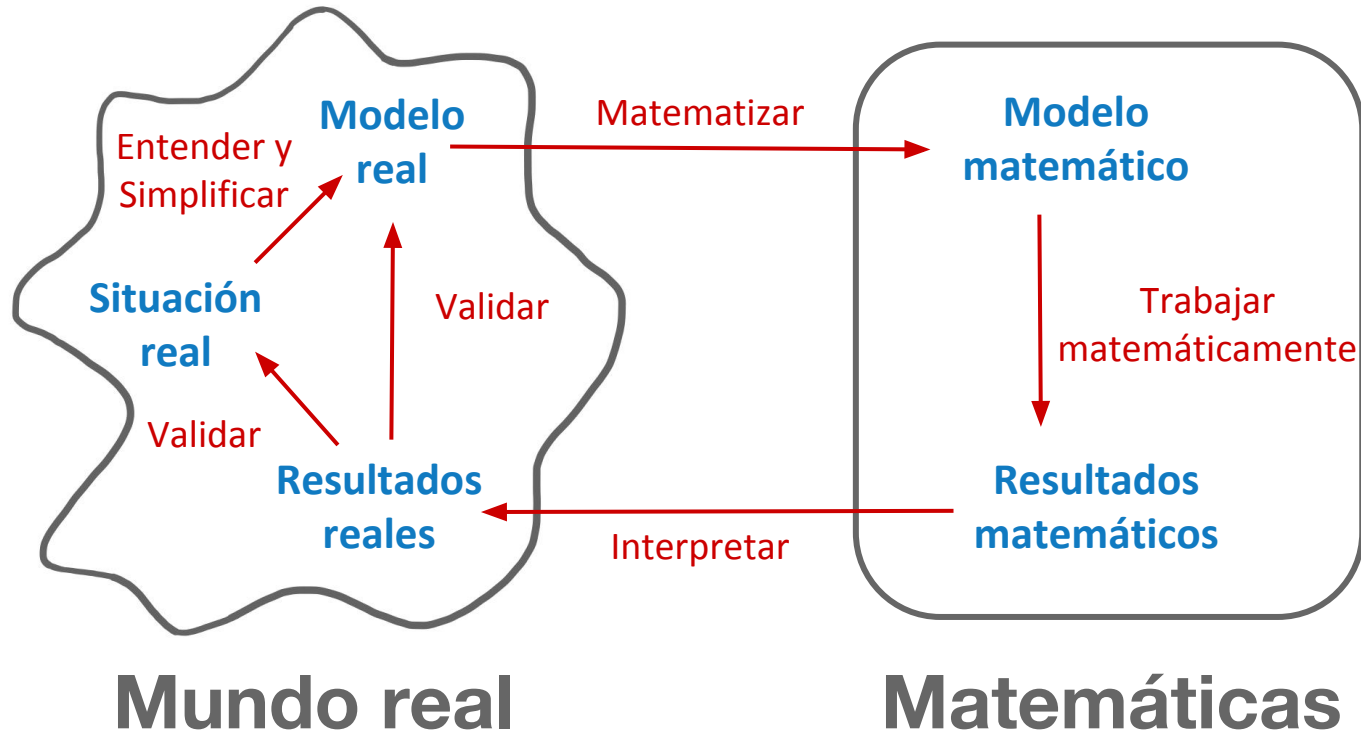 Modelo
real
Entender y
Simplificar
Situación
real
Validar
Validar
Resultados
reales
Matematizar
Interpretar
Modelo
matemático
Trabajar
matemáticamente
Resultados
matemáticos
Mundo real
Matemáticas